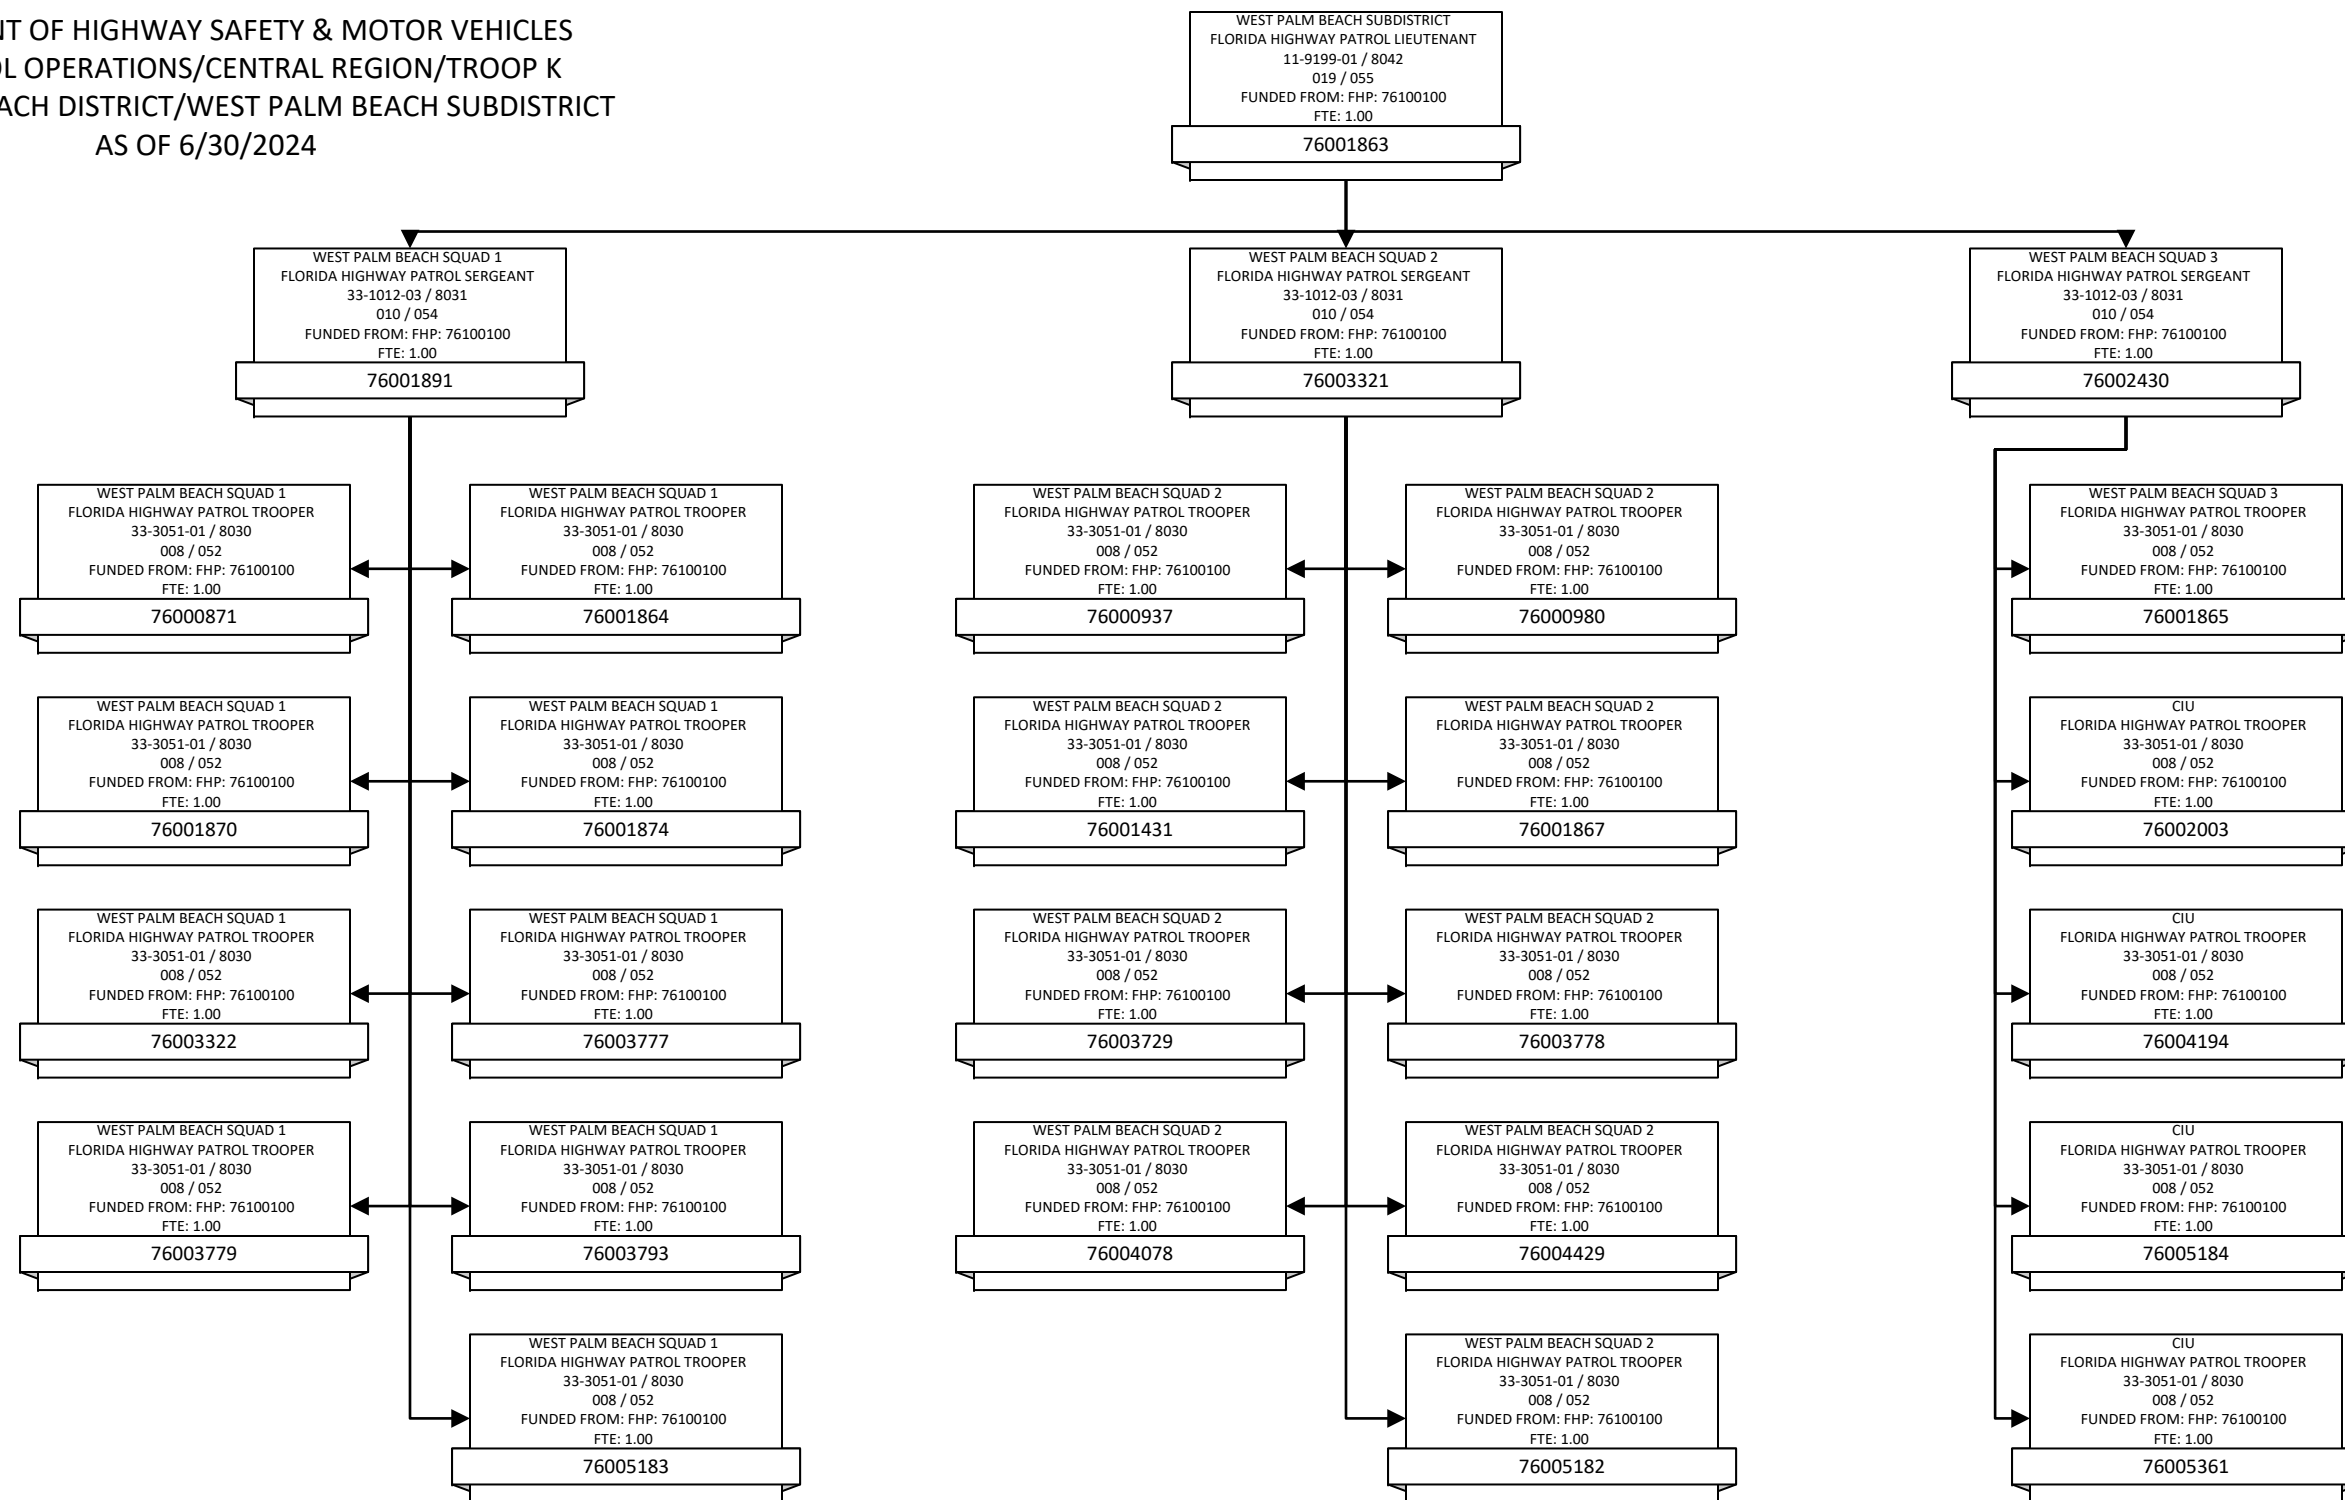 NT OF HIGHWAY SAFETY & MOTOR VEHICLES
OL OPERATIONS/CENTRAL REGION/TROOP K
ACH DISTRICT/WEST PALM BEACH SUBDISTRICT
AS OF 6/30/2024
WEST PALM BEACH SUBDISTRICT
FLORIDA HIGHWAY PATROL LIEUTENANT
11-9199-01 / 8042
019 / 055
FUNDED FROM: FHP: 76100100
FTE: 1.00
76001863
WEST PALM BEACH SQUAD 1
FLORIDA HIGHWAY PATROL SERGEANT
33-1012-03 / 8031
010 / 054
FUNDED FROM: FHP: 76100100
FTE: 1.00
76001891
WEST PALM BEACH SQUAD 2
FLORIDA HIGHWAY PATROL SERGEANT
33-1012-03 / 8031
010 / 054
FUNDED FROM: FHP: 76100100
FTE: 1.00
76003321
WEST PALM BEACH SQUAD 3
FLORIDA HIGHWAY PATROL SERGEANT
33-1012-03 / 8031
010 / 054
FUNDED FROM: FHP: 76100100
FTE: 1.00
76002430
WEST PALM BEACH SQUAD 1
FLORIDA HIGHWAY PATROL TROOPER
33-3051-01 / 8030
008 / 052
FUNDED FROM: FHP: 76100100
FTE: 1.00
76000871
WEST PALM BEACH SQUAD 1
FLORIDA HIGHWAY PATROL TROOPER
33-3051-01 / 8030
008 / 052
FUNDED FROM: FHP: 76100100
FTE: 1.00
76001864
WEST PALM BEACH SQUAD 2
FLORIDA HIGHWAY PATROL TROOPER
33-3051-01 / 8030
008 / 052
FUNDED FROM: FHP: 76100100
FTE: 1.00
76000937
WEST PALM BEACH SQUAD 2
FLORIDA HIGHWAY PATROL TROOPER
33-3051-01 / 8030
008 / 052
FUNDED FROM: FHP: 76100100
FTE: 1.00
76000980
WEST PALM BEACH SQUAD 3
FLORIDA HIGHWAY PATROL TROOPER
33-3051-01 / 8030
008 / 052
FUNDED FROM: FHP: 76100100
FTE: 1.00
76001865
WEST PALM BEACH SQUAD 1
FLORIDA HIGHWAY PATROL TROOPER
33-3051-01 / 8030
008 / 052
FUNDED FROM: FHP: 76100100
FTE: 1.00
76001870
WEST PALM BEACH SQUAD 1
FLORIDA HIGHWAY PATROL TROOPER
33-3051-01 / 8030
008 / 052
FUNDED FROM: FHP: 76100100
FTE: 1.00
76001874
WEST PALM BEACH SQUAD 2
FLORIDA HIGHWAY PATROL TROOPER
33-3051-01 / 8030
008 / 052
FUNDED FROM: FHP: 76100100
FTE: 1.00
76001431
WEST PALM BEACH SQUAD 2
FLORIDA HIGHWAY PATROL TROOPER
33-3051-01 / 8030
008 / 052
FUNDED FROM: FHP: 76100100
FTE: 1.00
76001867
CIU
FLORIDA HIGHWAY PATROL TROOPER
33-3051-01 / 8030
008 / 052
FUNDED FROM: FHP: 76100100
FTE: 1.00
76002003
WEST PALM BEACH SQUAD 1
FLORIDA HIGHWAY PATROL TROOPER
33-3051-01 / 8030
008 / 052
FUNDED FROM: FHP: 76100100
FTE: 1.00
76003322
WEST PALM BEACH SQUAD 1
FLORIDA HIGHWAY PATROL TROOPER
33-3051-01 / 8030
008 / 052
FUNDED FROM: FHP: 76100100
FTE: 1.00
76003777
WEST PALM BEACH SQUAD 2
FLORIDA HIGHWAY PATROL TROOPER
33-3051-01 / 8030
008 / 052
FUNDED FROM: FHP: 76100100
FTE: 1.00
76003729
WEST PALM BEACH SQUAD 2
FLORIDA HIGHWAY PATROL TROOPER
33-3051-01 / 8030
008 / 052
FUNDED FROM: FHP: 76100100
FTE: 1.00
76003778
CIU
FLORIDA HIGHWAY PATROL TROOPER
33-3051-01 / 8030
008 / 052
FUNDED FROM: FHP: 76100100
FTE: 1.00
76004194
WEST PALM BEACH SQUAD 1
FLORIDA HIGHWAY PATROL TROOPER
33-3051-01 / 8030
008 / 052
FUNDED FROM: FHP: 76100100
FTE: 1.00
76003779
WEST PALM BEACH SQUAD 1
FLORIDA HIGHWAY PATROL TROOPER
33-3051-01 / 8030
008 / 052
FUNDED FROM: FHP: 76100100
FTE: 1.00
76003793
WEST PALM BEACH SQUAD 2
FLORIDA HIGHWAY PATROL TROOPER
33-3051-01 / 8030
008 / 052
FUNDED FROM: FHP: 76100100
FTE: 1.00
76004078
WEST PALM BEACH SQUAD 2
FLORIDA HIGHWAY PATROL TROOPER
33-3051-01 / 8030
008 / 052
FUNDED FROM: FHP: 76100100
FTE: 1.00
76004429
CIU
FLORIDA HIGHWAY PATROL TROOPER
33-3051-01 / 8030
008 / 052
FUNDED FROM: FHP: 76100100
FTE: 1.00
76005184
WEST PALM BEACH SQUAD 1
FLORIDA HIGHWAY PATROL TROOPER
33-3051-01 / 8030
008 / 052
FUNDED FROM: FHP: 76100100
FTE: 1.00
76005183
WEST PALM BEACH SQUAD 2
FLORIDA HIGHWAY PATROL TROOPER
33-3051-01 / 8030
008 / 052
FUNDED FROM: FHP: 76100100
FTE: 1.00
76005182
CIU
FLORIDA HIGHWAY PATROL TROOPER
33-3051-01 / 8030
008 / 052
FUNDED FROM: FHP: 76100100
FTE: 1.00
76005361